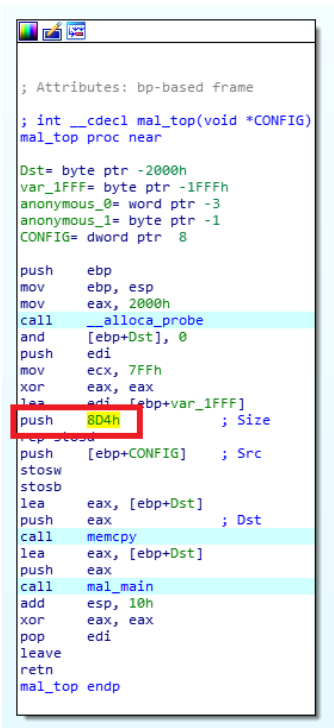 ; Attributes: bp-based frame
; int __cdecl mal_top(void *CONFIG)
mal_top proc near
Dst= byte ptr -2000h
var_1FFF= byte ptr -1FFFh
anonymous_0= word ptr -3
anonymous_1= byte ptr -1
CONFIG= dword ptr  8
push    ebp
mov     ebp, esp
mov     eax, 2000h
call    __alloca_probe
and     [ebp+Dst], 0
push    edi
mov     ecx, 7FFh
xor     eax, eax
lea     edi, [ebp+var_1FFF]
push    8D4h            ; Size
rep stosd
push    [ebp+CONFIG]    ; Src
stosw
stosb
lea     eax, [ebp+Dst]
push    eax             ; Dst
call    memcpy
lea     eax, [ebp+Dst]
push    eax
call    mal_main
add     esp, 10h
xor     eax, eax
pop     edi
leave
retn
mal_top endp